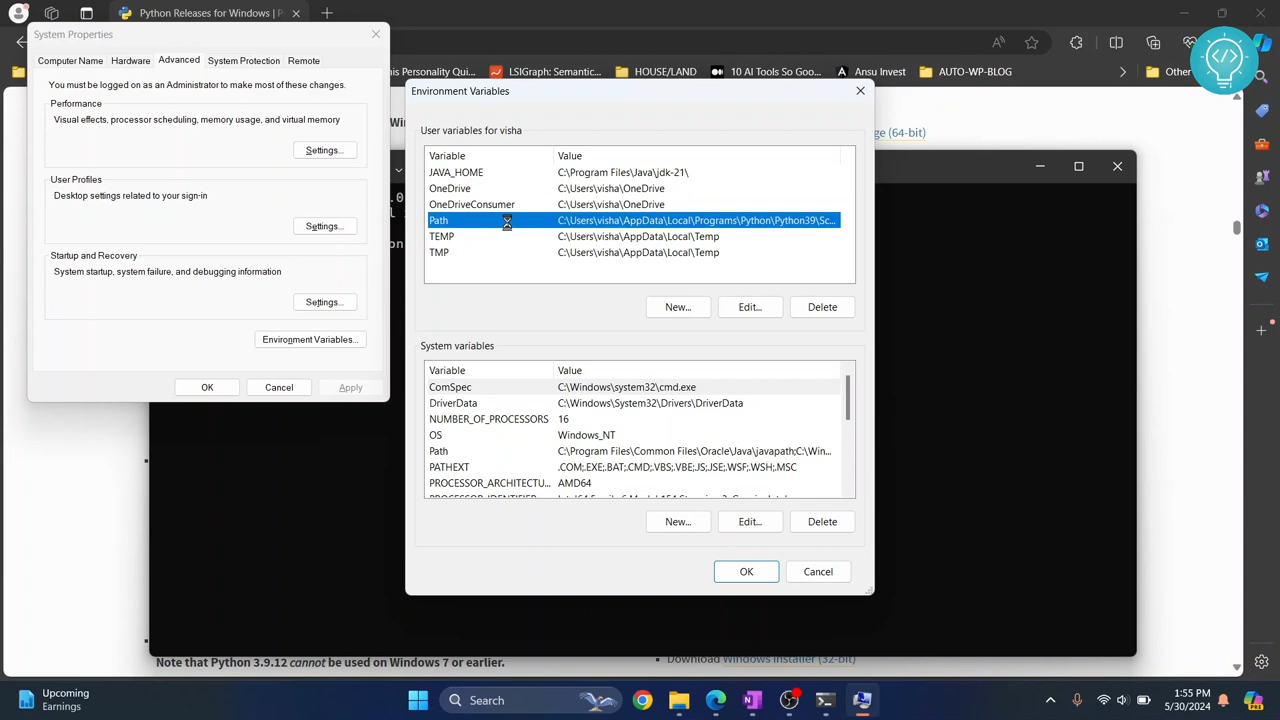 Python Releases for Windows | P
System Properties
Computer Name
Hardware
Advanced
System Protection
Remote
You must be logged on as an Administrator to make most of these changes.
Performance
Visual effects, processor scheduling, memory usage, and virtual memory
Settings...
User Profiles
Desktop settings related to your sign-in
Settings...
Startup and Recovery
System startup, system failure, and debugging information
Settings...
Environment Variables...
OK
Cancel
Apply
his Personality Qui...
LSIGraph: Semantic...
HOUSE/LAND
10 AI Tools So Goo...
Ansu Invest
AUTO-WP-BLOG
Other
ge (64-bit)
Environment Variables
User variables for visha
Variable Value
JAVA_HOME C:\Program Files\Java\jdk-21\
OneDrive C:\Users\visha\OneDrive
OneDriveConsumer C:\Users\visha\OneDrive
Path C:\Users\visha\AppData\Local\Programs\Python\Python39\Sc...
TEMP C:\Users\visha\AppData\Local\Temp
TMP C:\Users\visha\AppData\Local\Temp
New...
Edit...
Delete
System variables
Variable Value
ComSpec C:\Windows\system32\cmd.exe
DriverData C:\Windows\System32\Drivers\DriverData
NUMBER_OF_PROCESSORS 16
OS Windows_NT
Path C:\Program Files\Common Files\Oracle\Java\javapath;C:\Win...
PATHEXT .COM;.EXE;.BAT;.CMD;.VBS;.VBE;.JS;.JSE;.WSF;.WSH;.MSC
PROCESSOR_ARCHITECTU... AMD64
New...
Edit...
Delete
OK
Cancel
Note that Python 3.9.12 cannot be used on Windows 7 or earlier.
Download Windows installer (32-bit)
Upcoming
Earnings
Search
1:55 PM
5/30/2024